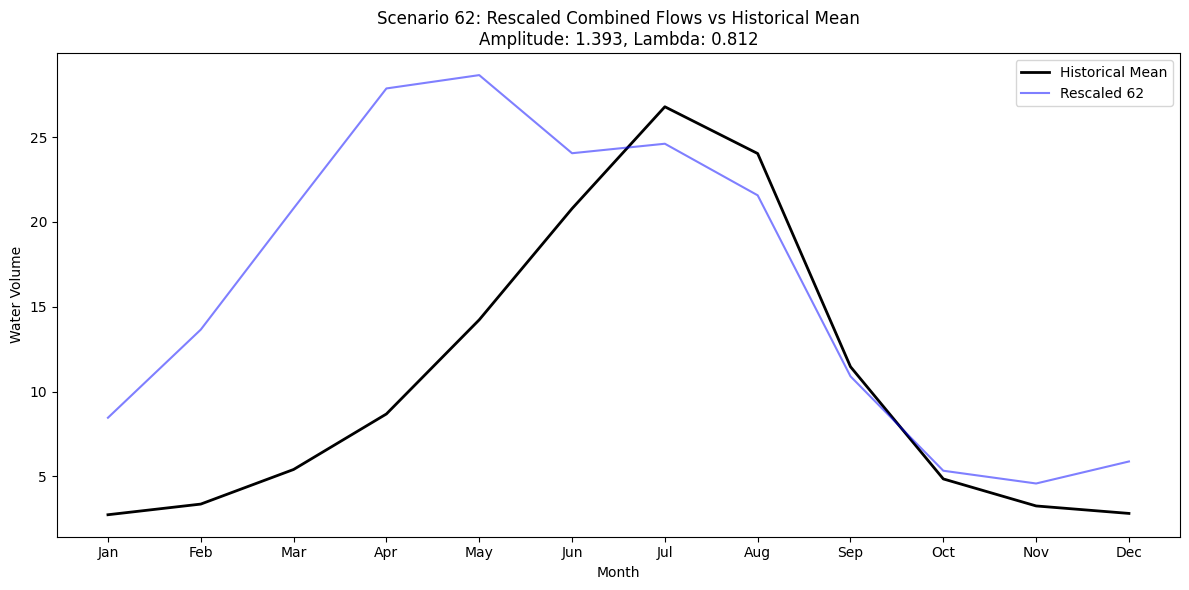 Scenario 62: Rescaled Combined Flows vs Historical Mean
Amplitude: 1.393, Lambda: 0.812
Historical Mean
Rescaled 62
Water Volume
25
20
15
10
5
Jan Feb Mar Apr May Jun Jul Aug Sep Oct Nov Dec
Month